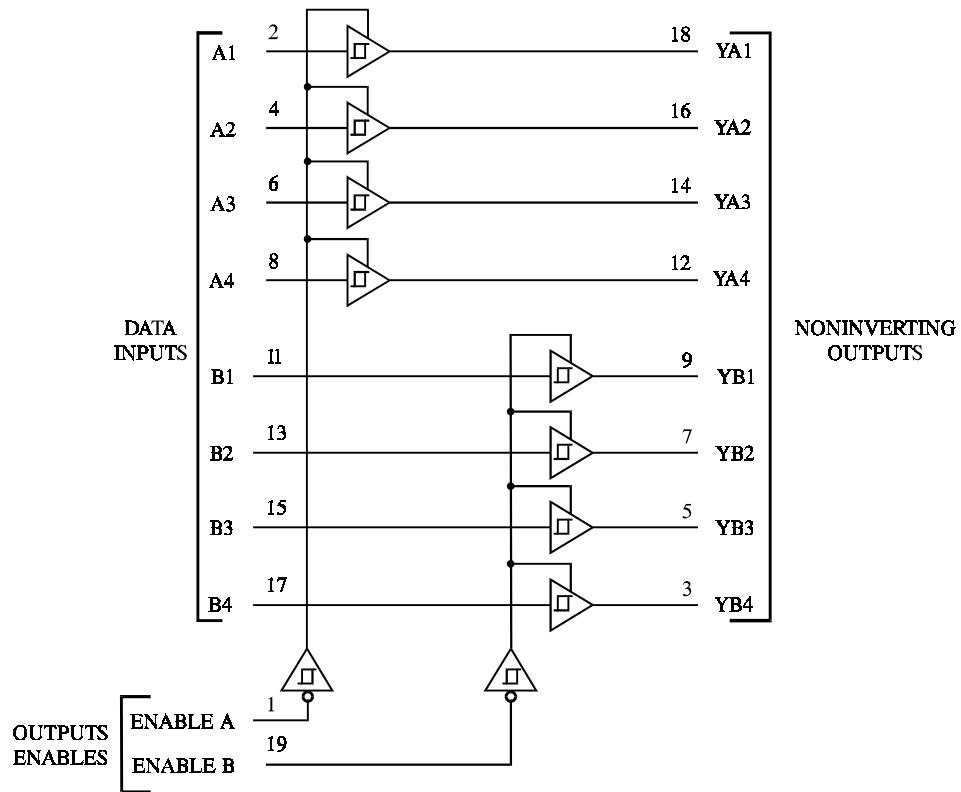 2
18
A1
YA1
4
16
A2
YA2
6
14
A3
YA3
8
12
A4
YA4
DATA
INPUTS
NONINVERTING
OUTPUTS
11
9
B1
YB1
13
7
B2
YB2
15
5
B3
YB3
17
3
B4
YB4
1
OUTPUTS
ENABLES
ENABLE A
19
ENABLE B